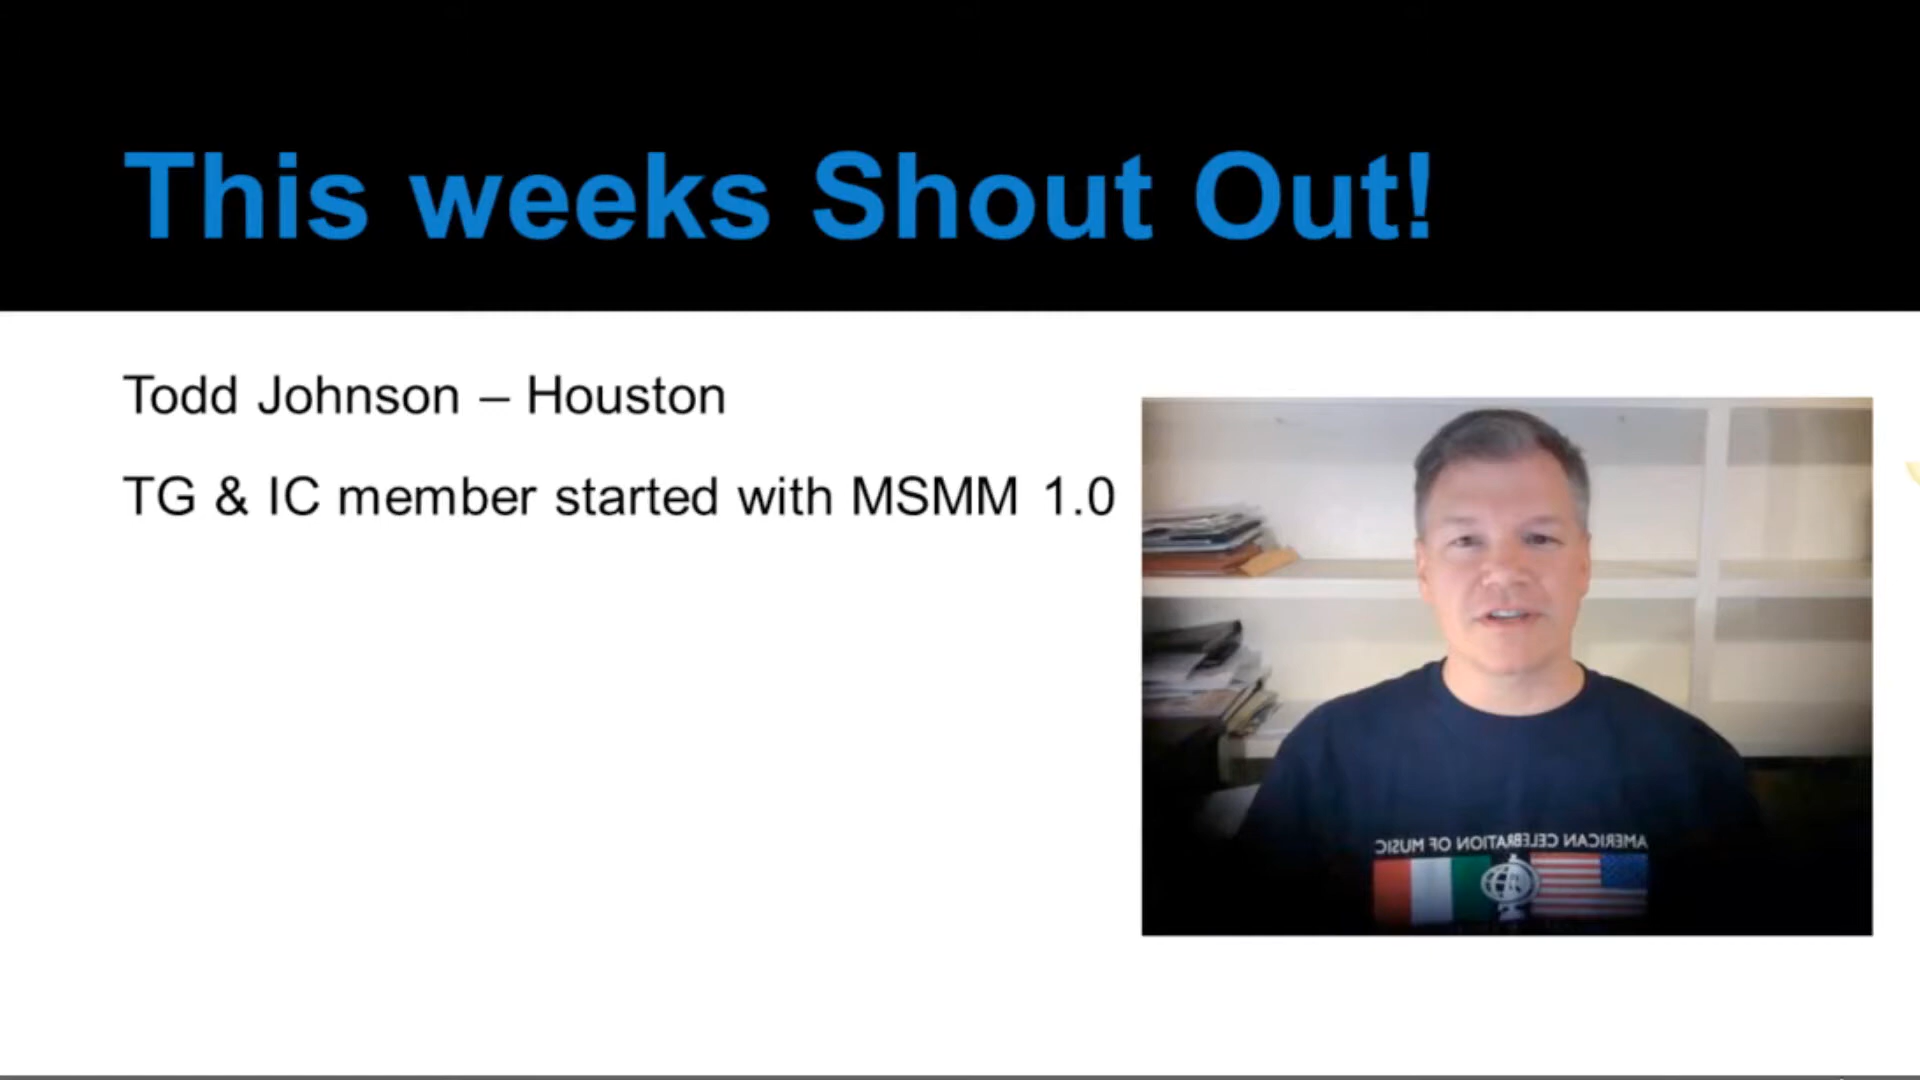 This weeks Shout Out!
Todd Johnson – Houston
TG & IC member started with MSMM 1.0
AMERICAN CELEBRATION OF MUSIC